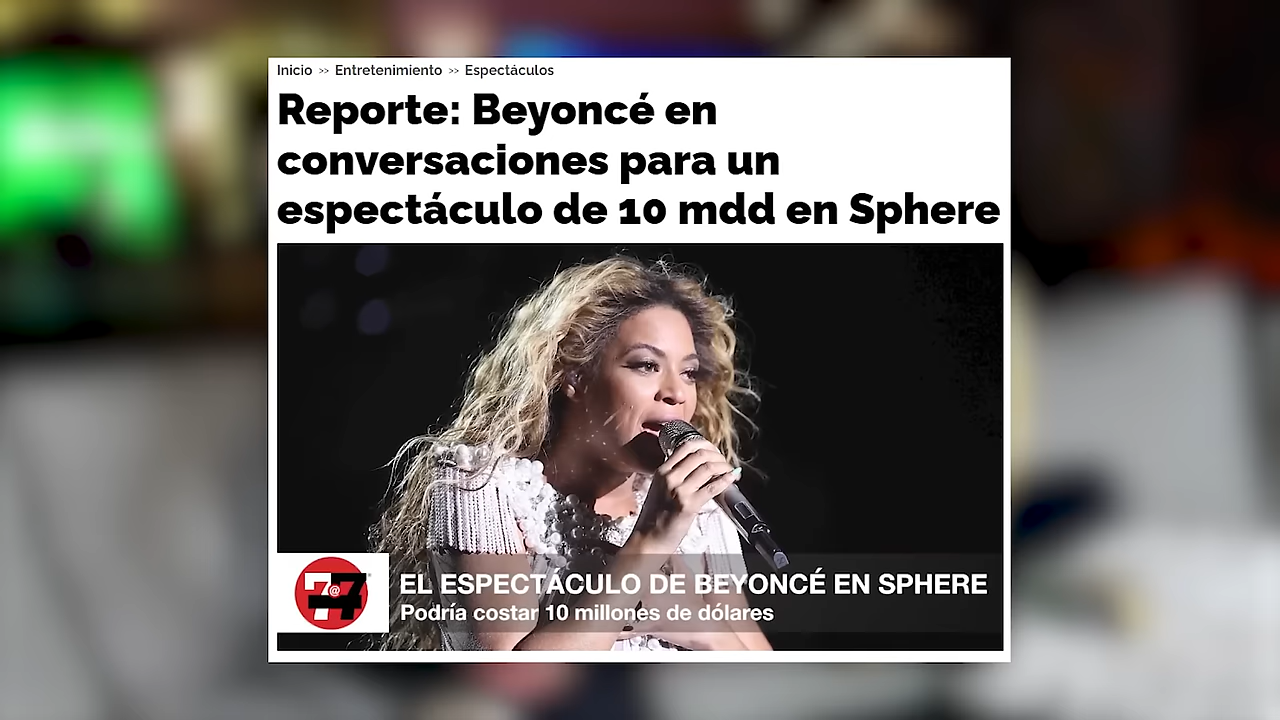 Inicio >> Entretenimiento >> Espectáculos
Reporte: Beyoncé en
conversaciones para un
espectáculo de 10 mdd en Sphere
7@7
EL ESPECTÁCULO DE BEYONCÉ EN SPHERE
Podría costar 10 millones de dólares